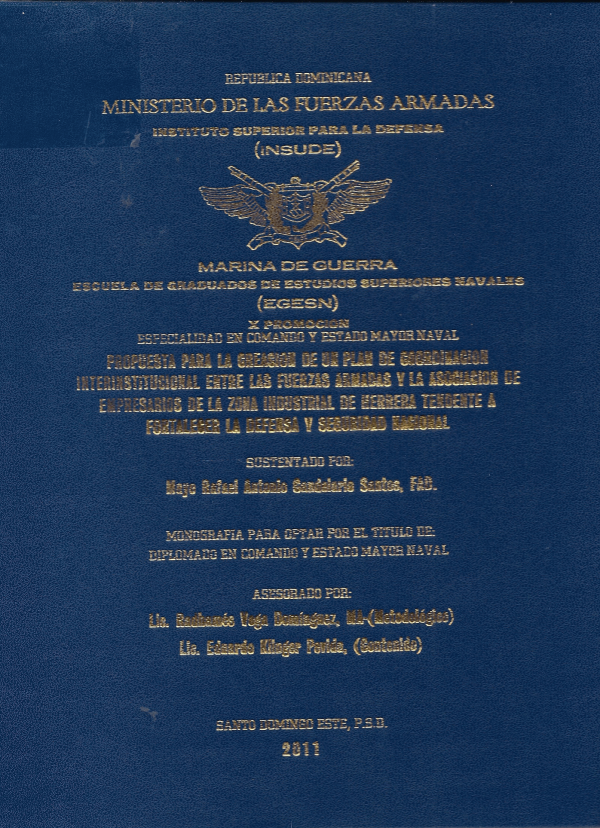 REPUBLICA DOMINICANA
MINISTERIO DE LAS FUERZAS ARMADAS
INSTITUTO SUPERIOR PARA LA DEFENSA
(iNSUDE)
MARINA DE GUERRA
ESCUELA DE GRADUADOS DE ESTUDIOS SUPERIORES NAVALES
(EGESN)
X PROMOCION
ESPECIALIDAD EN COMANDO Y ESTADO MAYOR NAVAL
PROPUESTA PARA LA CREASION DE UN PLAN DE COORDINACION
INTERINSTITUSIONAL ENTRE LAS FUERZAS ARMADAS Y LA ASOCIACION DE
EMPRESARIOS DE LA ZONA INDUSTRIAL DE HERRERA TENDENTE A
FORTALECER LA DEFENSA Y SEGURIDAD NACIONAL
SUSTENTADO POR:
Mayo Rafael Antonio Candelario Santos, FAD.
MONOGRAFIA PARA OPTAR POR EL TITULO DE:
DIPLOMADO EN COMANDO Y ESTADO MAYOR NAVAL
ASESORADO POR:
Lic. Vega Domínguez, MA-(Metodológico)
Lic. Eduardo Klinger Pevida, (Contenido)
SANTO DOMINGO ESTE, P.S.D.
2011